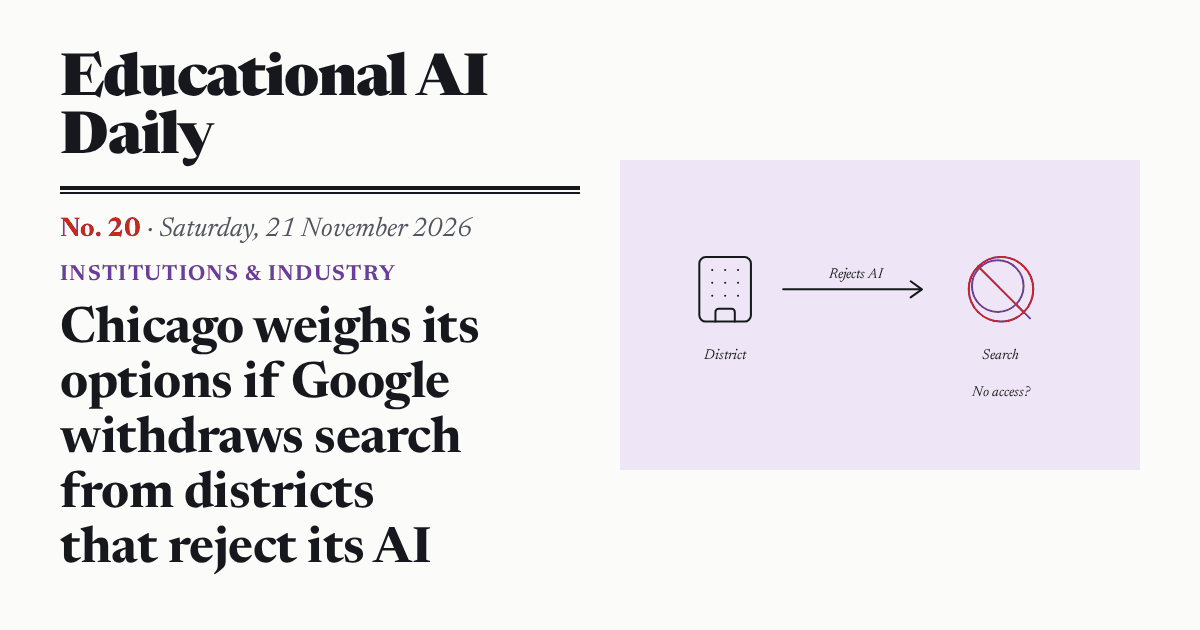 Educational AI
Daily
No. 20 · Saturday, 21 November 2026
INSTITUTIONS & INDUSTRY
Chicago weighs its
options if Google
withdraws search
from districts
that reject its AI
Rejects AI
District
Search
No access?